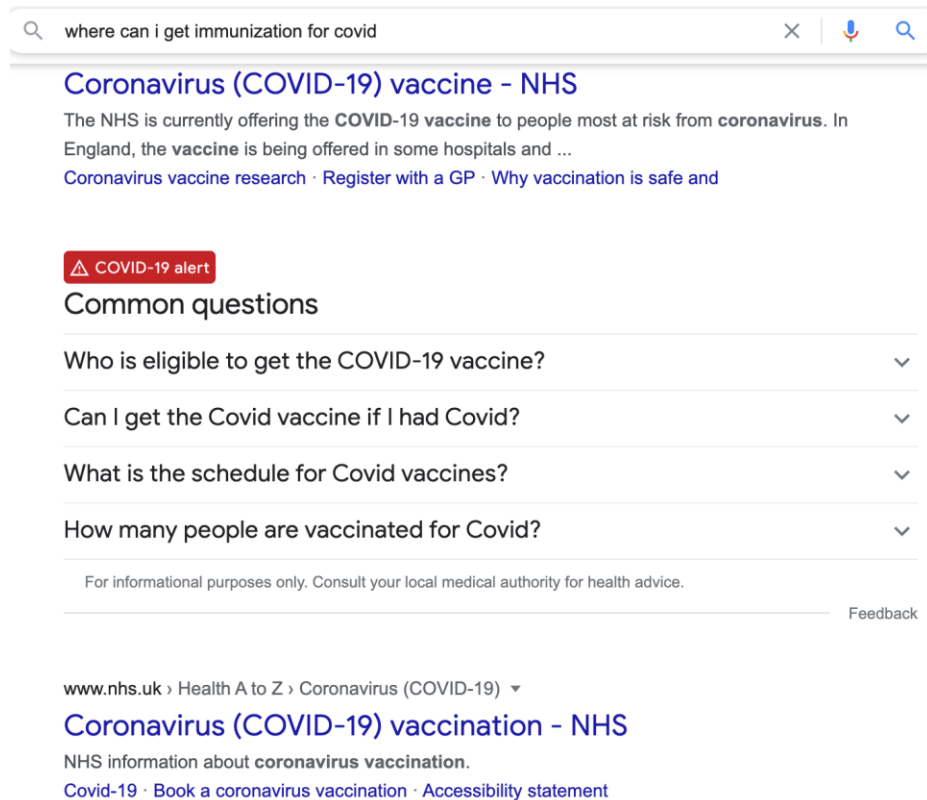 where can i get immunization for covid
Coronavirus (COVID-19) vaccine - NHS
The NHS is currently offering the COVID-19 vaccine to people most at risk from coronavirus. In
England, the vaccine is being offered in some hospitals and ...
Coronavirus vaccine research · Register with a GP · Why vaccination is safe and
COVID-19 alert
Common questions
Who is eligible to get the COVID-19 vaccine?
Can I get the Covid vaccine if I had Covid?
What is the schedule for Covid vaccines?
How many people are vaccinated for Covid?
For informational purposes only. Consult your local medical authority for health advice.
Feedback
www.nhs.uk › Health A to Z › Coronavirus (COVID-19)
Coronavirus (COVID-19) vaccination - NHS
NHS information about coronavirus vaccination.
Covid-19 · Book a coronavirus vaccination · Accessibility statement